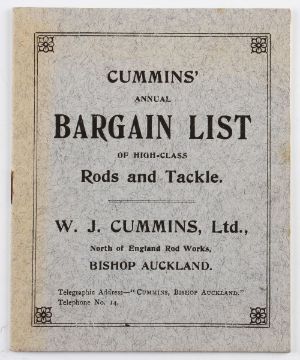 CUMMINS'
ANNUAL
BARGAIN LIST
OF HIGH-CLASS
Rods and Tackle.
W. J. CUMMINS, Ltd.,
North of England Rod Works,
BISHOP AUCKLAND.
Telegraphic Address—"CUMMINS, BISHOP AUCKLAND."
Telephone No. 14.